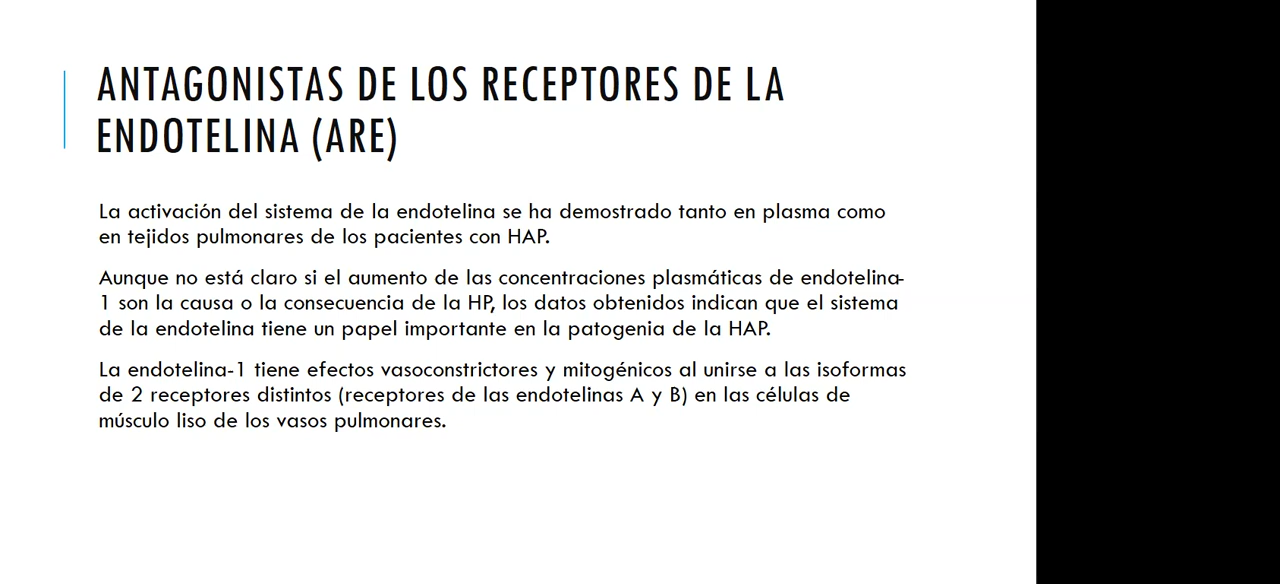 ANTAGONISTAS DE LOS RECEPTORES DE LA
ENDOTELINA (ARE)
La activación del sistema de la endotelina se ha demostrado tanto en plasma como
en tejidos pulmonares de los pacientes con HAP.
Aunque no está claro si el aumento de las concentraciones plasmáticas de endotelina-
1 son la causa o la consecuencia de la HP, los datos obtenidos indican que el sistema
de la endotelina tiene un papel importante en la patogenia de la HAP.
La endotelina-1 tiene efectos vasoconstrictores y mitogénicos al unirse a las isoformas
de 2 receptores distintos (receptores de las endotelinas A y B) en las células de
músculo liso de los vasos pulmonares.